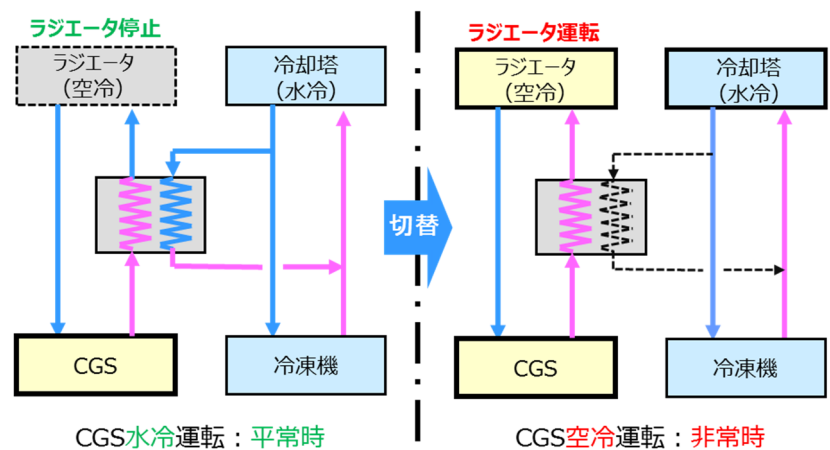 ラジエータ停止
ラジエータ
(空冷)
冷却塔
(水冷)
CGS
冷凍機
CGS水冷運転：平常時
切替
ラジエータ運転
ラジエータ
(空冷)
冷却塔
(水冷)
CGS
冷凍機
CGS空冷運転：非常時